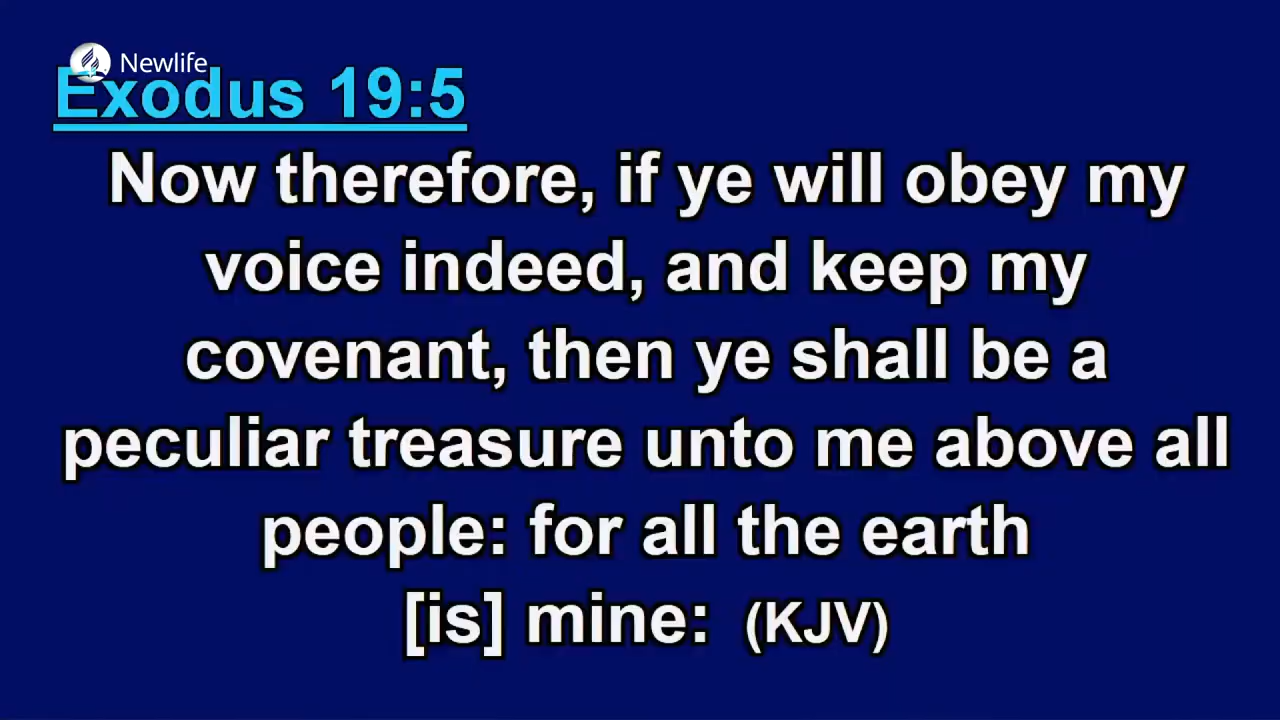 Newlife
Exodus 19:5
Now therefore, if ye will obey my
voice indeed, and keep my
covenant, then ye shall be a
peculiar treasure unto me above all
people: for all the earth
[is] mine: (KJV)